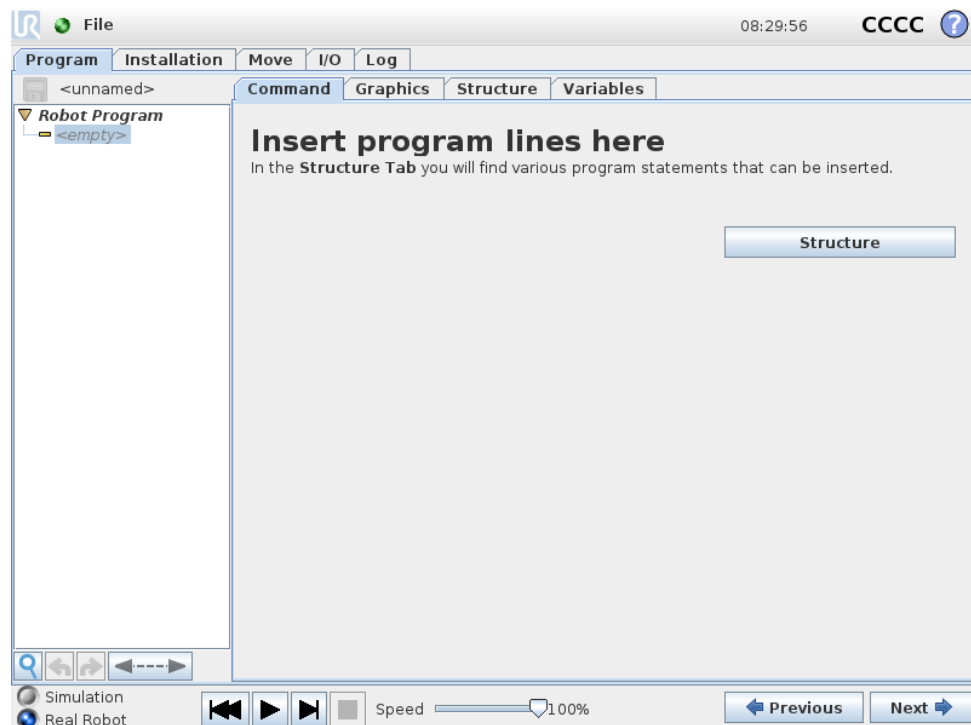 UR File 08:29:56 CCCC ?
Program Installation Move I/O Log
<unnamed> Command Graphics Structure Variables
Robot Program
<empty>
Insert program lines here
In the Structure Tab you will find various program statements that can be inserted.
Structure
Simulation
Real Robot
Speed 100%
Previous Next